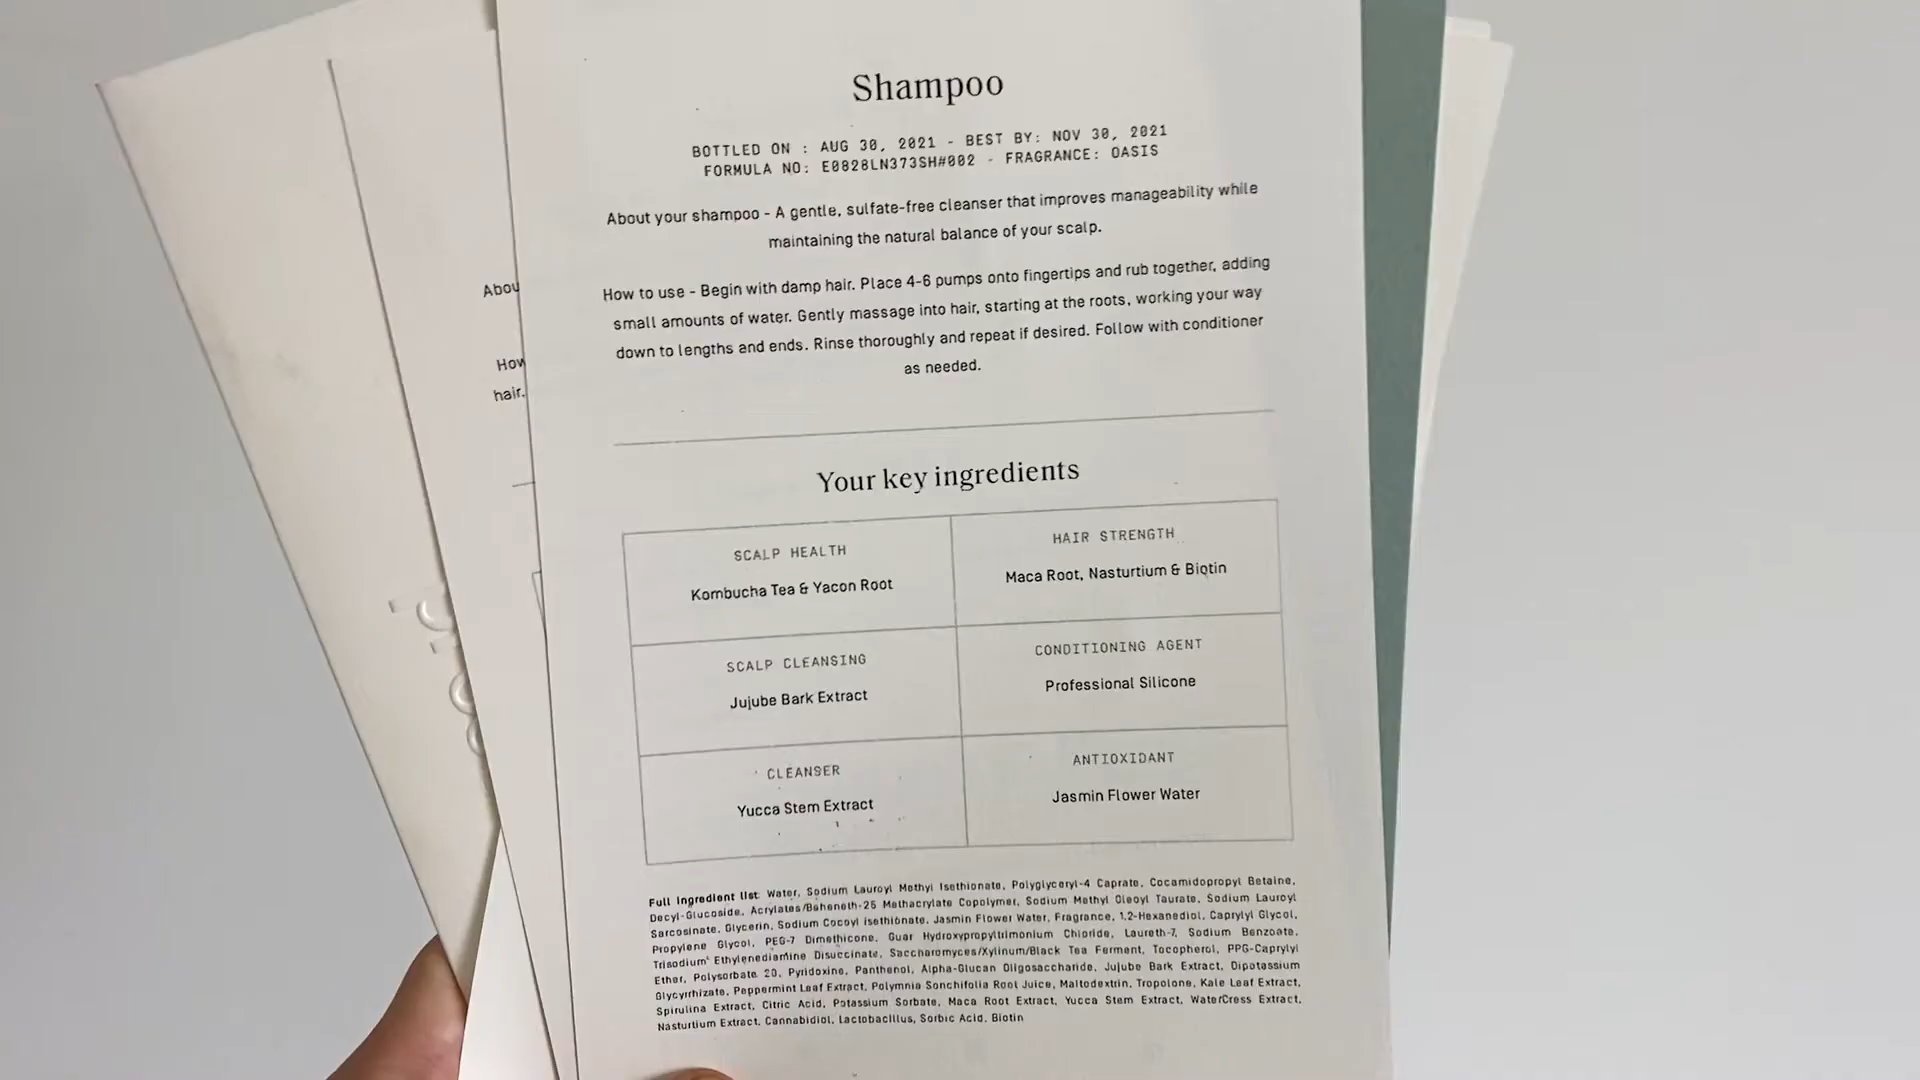 Shampoo
BOTTLED ON : AUG 30, 2021 - BEST BY: NOV 30, 2021
FORMULA NO: E0828LN373SH#002 - FRAGRANCE: OASIS
About your shampoo - A gentle, sulfate-free cleanser that improves manageability while
maintaining the natural balance of your scalp.
How to use - Begin with damp hair. Place 4-6 pumps onto fingertips and rub together, adding
small amounts of water. Gently massage into hair, starting at the roots, working your way
down to lengths and ends. Rinse thoroughly and repeat if desired. Follow with conditioner
as needed.
Abou
How
hair.
Your key ingredients
SCALP HEALTH
Kombucha Tea & Yacon Root
HAIR STRENGTH
Maca Root, Nasturtium & Biotin
SCALP CLEANSING
Jujube Bark Extract
CONDITIONING AGENT
Professional Silicone
CLEANSER
Yucca Stem Extract
ANTIOXIDANT
Jasmin Flower Water
Full ingredient list: Water, Sodium Lauroyl Methyl Isethionate, Polyglyceryl-4 Caprate, Cocamidopropyl Betaine,
Decyl-Glucoside, Acrylates/Beheneth-25 Methacrylate Copolymer, Sodium Methyl Oleoyl Taurate, Sodium Lauroyl
Sarcosinate, Glycerin, Sodium Cocoyl Isethionate, Jasmin Flower Water, Fragrance, 1,2-Hexanediol, Caprylyl Glycol,
Propylene Glycol, PEG-7 Dimethicone, Guar Hydroxypropyltrimonium Chloride, Laureth-7, Sodium Benzoate,
Trisodium Ethylenediamine Disuccinate, Saccharomyces/Xylinum/Black Tea Ferment, Tocopherol, PPG-Caprylyl
Ether, Polysorbate 20, Pyridoxine, Panthenol, Alpha-Glucan Oligosaccharide, Jujube Bark Extract, Dipotassium
Glycyrrhizate, Peppermint Leaf Extract, Polymnia Sonchifolia Root Juice, Maltodextrin, Tropolone, Kale Leaf Extract,
Spirulina Extract, Citric Acid, Potassium Sorbate, Maca Root Extract, Yucca Stem Extract, WaterCress Extract,
Nasturtium Extract, Cannabidiol, Lactobacillus, Sorbic Acid, Biotin